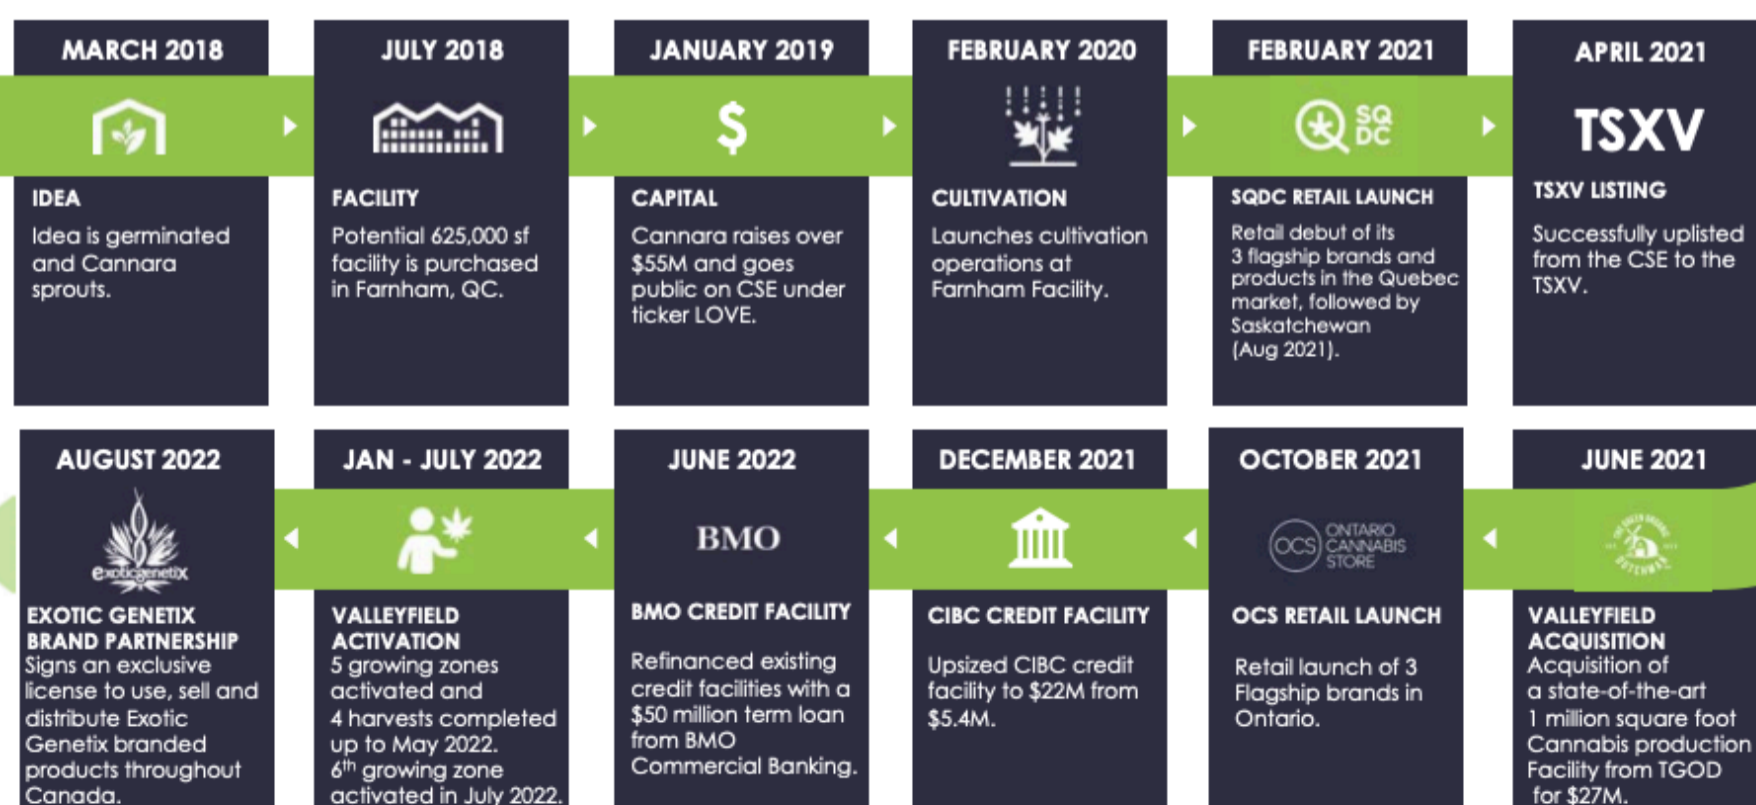 MARCH 2018
IDEA
Idea is germinated
and Cannara
sprouts.
JULY 2018
FACILITY
Potential 625,000 sf
facility is purchased
in Farnham, QC.
JANUARY 2019
$
CAPITAL
Cannara raises over
$55M and goes
public on CSE under
ticker LOVE.
FEBRUARY 2020
CULTIVATION
Launches cultivation
operations at
Farnham Facility.
FEBRUARY 2021
SQ
DC
SQDC RETAIL LAUNCH
Retail debut of its
3 flagship brands and
products in the Quebec
market, followed by
Saskatchewan
(Aug 2021).
APRIL 2021
TSXV
TSXV LISTING
Successfully uplisted
from the CSE to the
TSXV.
JUNE 2021
VALLEYFIELD
ACQUISITION
Acquisition of
a state-of-the-art
1 million square foot
Cannabis production
Facility from TGOD
for $27M.
OCTOBER 2021
OCS
ONTARIO
CANNABIS
STORE
OCS RETAIL LAUNCH
Retail launch of 3
Flagship brands in
Ontario.
DECEMBER 2021
CIBC CREDIT FACILITY
Upsized CIBC credit
facility to $22M from
$5.4M.
JUNE 2022
BMO
BMO CREDIT FACILITY
Refinanced existing
credit facilities with a
$50 million term loan
from BMO
Commercial Banking.
JAN - JULY 2022
VALLEYFIELD
ACTIVATION
5 growing zones
activated and
4 harvests completed
up to May 2022.
6th growing zone
activated in July 2022.
AUGUST 2022
exoticgenetix
EXOTIC GENETIX
BRAND PARTNERSHIP
Signs an exclusive
license to use, sell and
distribute Exotic
Genetix branded
products throughout
Canada.